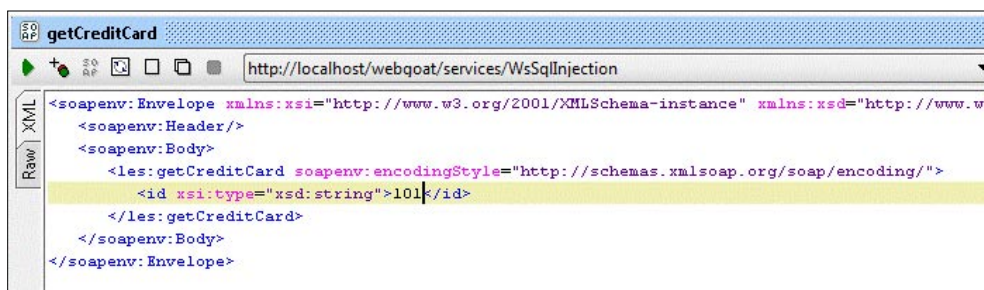 SOAP getCreditCard
SOAP http://localhost/webgoat/services/WsSqlInjection
XML
Raw
<soapenv:Envelope xmlns:xsi="http://www.w3.org/2001/XMLSchema-instance" xmlns:xsd="http://www.w
<soapenv:Header/>
<soapenv:Body>
<les:getCreditCard soapenv:encodingStyle="http://schemas.xmlsoap.org/soap/encoding/">
<id xsi:type="xsd:string">101</id>
</les:getCreditCard>
</soapenv:Body>
</soapenv:Envelope>